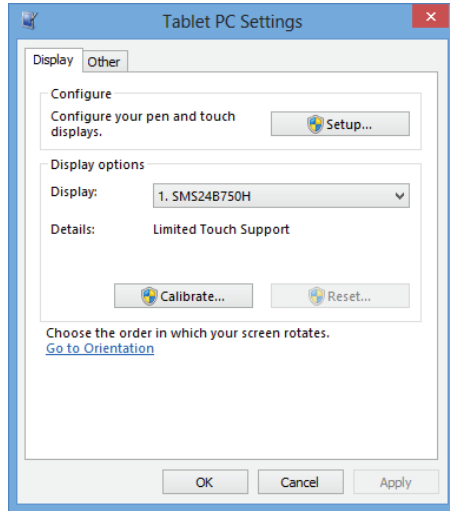 Tablet PC Settings
Display
Other
Configure
Configure your pen and touch
displays.
Setup...
Display options
Display:
1. SMS24B750H
Details:
Limited Touch Support
Calibrate...
Reset...
Choose the order in which your screen rotates.
Go to Orientation
OK
Cancel
Apply